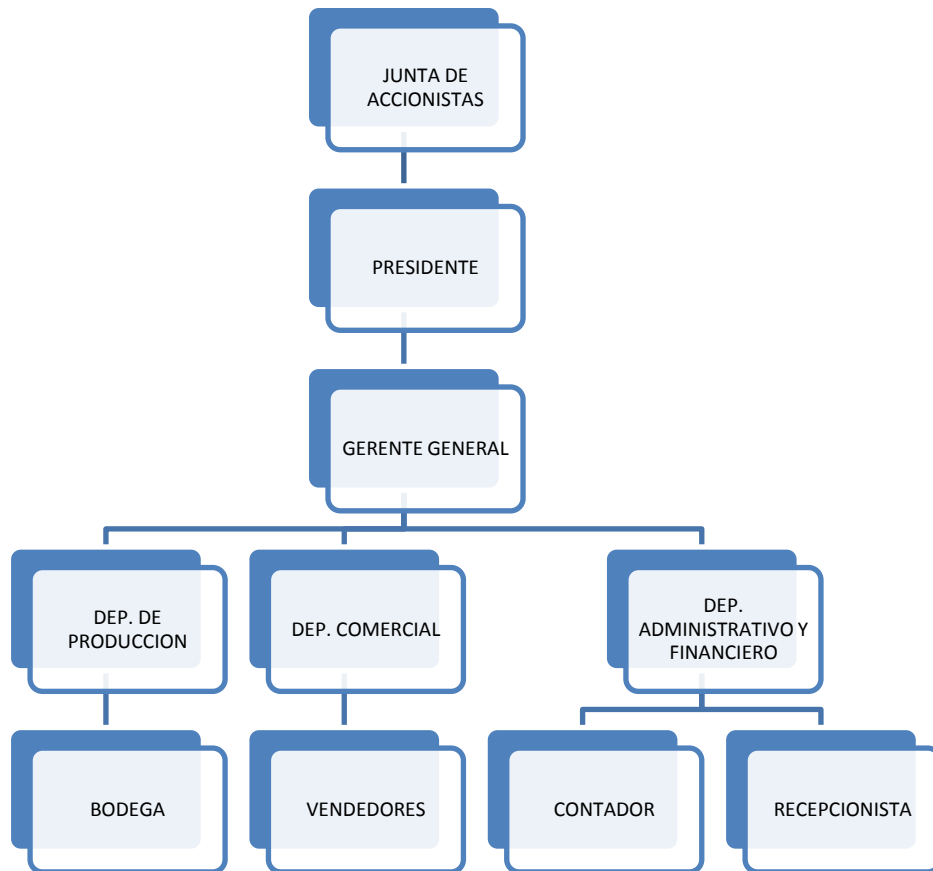 JUNTA DE
ACCIONISTAS
PRESIDENTE
GERENTE GENERAL
DEP. DE
PRODUCCION
DEP. COMERCIAL
DEP.
ADMINISTRATIVO Y
FINANCIERO
BODEGA
VENDEDORES
CONTADOR
RECEPCIONISTA